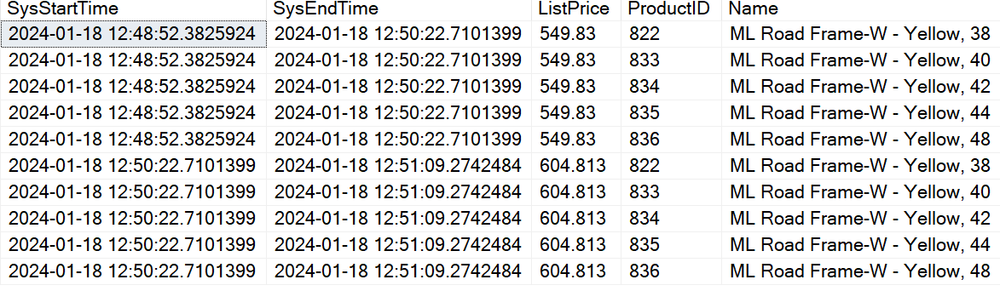 SysStartTime SysEndTime ListPrice ProductID Name
2024-01-18 12:48:52.3825924 2024-01-18 12:50:22.7101399 549.83 822 ML Road Frame-W - Yellow, 38
2024-01-18 12:48:52.3825924 2024-01-18 12:50:22.7101399 549.83 833 ML Road Frame-W - Yellow, 40
2024-01-18 12:48:52.3825924 2024-01-18 12:50:22.7101399 549.83 834 ML Road Frame-W - Yellow, 42
2024-01-18 12:48:52.3825924 2024-01-18 12:50:22.7101399 549.83 835 ML Road Frame-W - Yellow, 44
2024-01-18 12:48:52.3825924 2024-01-18 12:50:22.7101399 549.83 836 ML Road Frame-W - Yellow, 48
2024-01-18 12:50:22.7101399 2024-01-18 12:51:09.2742484 604.813 822 ML Road Frame-W - Yellow, 38
2024-01-18 12:50:22.7101399 2024-01-18 12:51:09.2742484 604.813 833 ML Road Frame-W - Yellow, 40
2024-01-18 12:50:22.7101399 2024-01-18 12:51:09.2742484 604.813 834 ML Road Frame-W - Yellow, 42
2024-01-18 12:50:22.7101399 2024-01-18 12:51:09.2742484 604.813 835 ML Road Frame-W - Yellow, 44
2024-01-18 12:50:22.7101399 2024-01-18 12:51:09.2742484 604.813 836 ML Road Frame-W - Yellow, 48